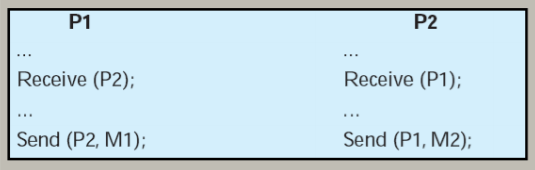 P1 P2
... ...
Receive (P2); Receive (P1);
... ...
Send (P2, M1); Send (P1, M2);